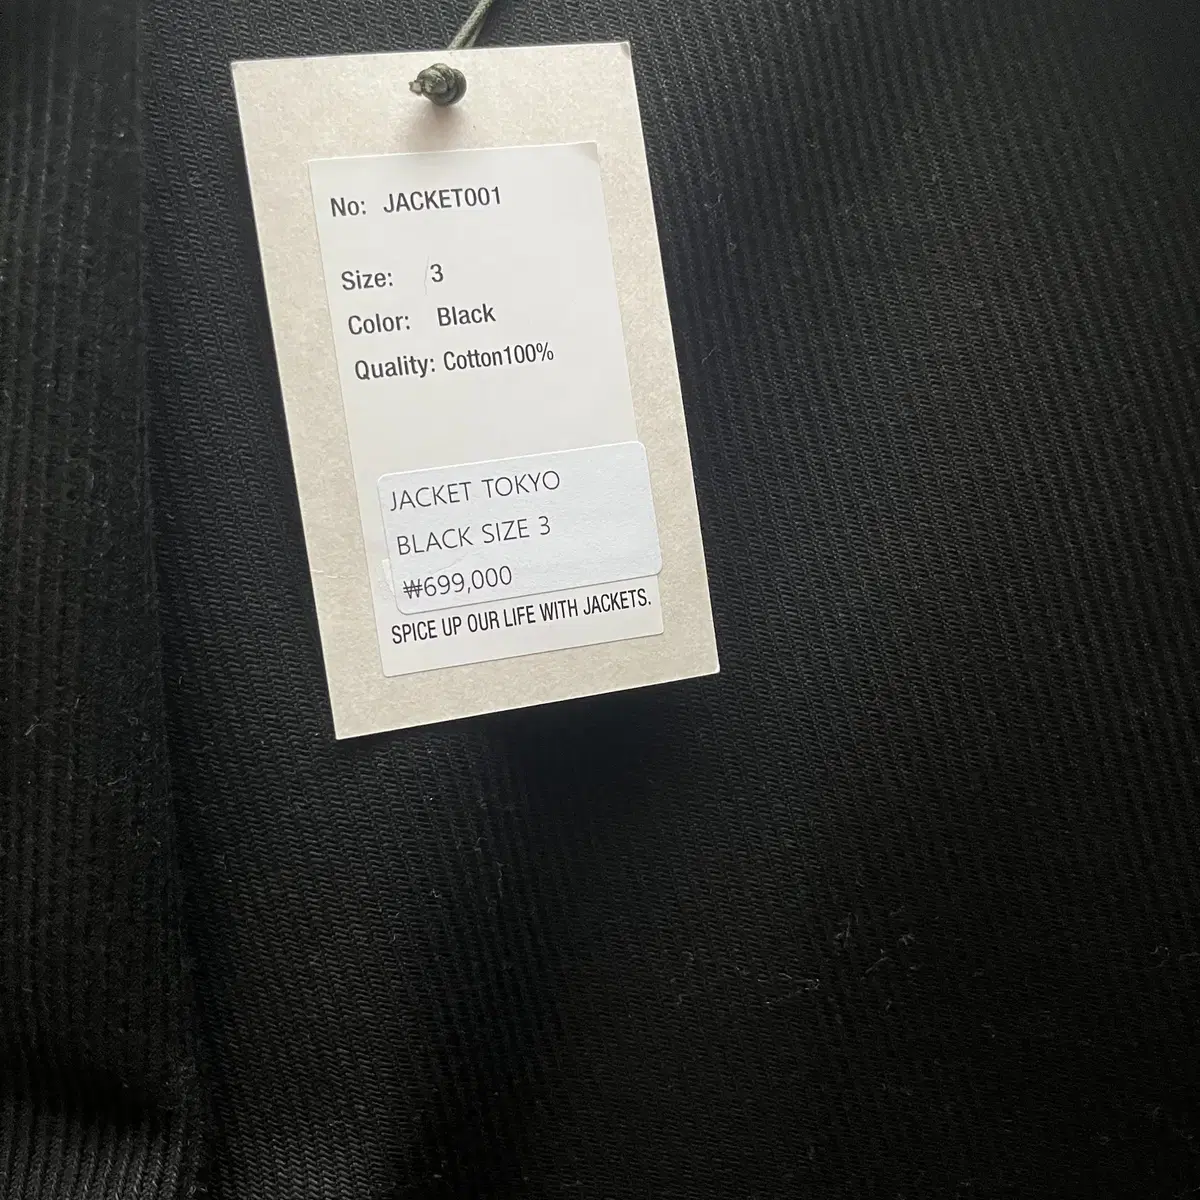 No: JACKET001
Size: 3
Color: Black
Quality: Cotton100%
JACKET TOKYO
BLACK SIZE 3
₩699,000
SPICE UP OUR LIFE WITH JACKETS.